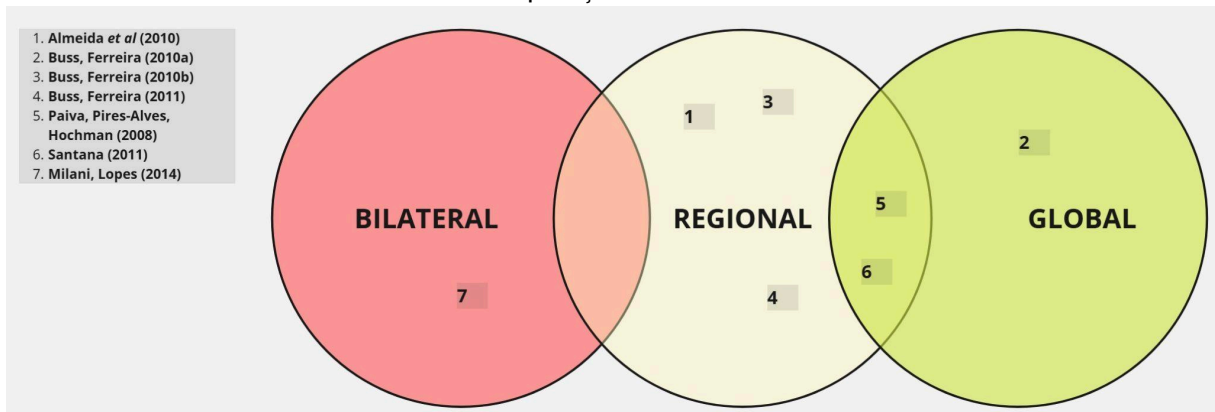 1. Almeida et al (2010)
2. Buss, Ferreira (2010a)
3. Buss, Ferreira (2010b)
4. Buss, Ferreira (2011)
5. Paiva, Pires-Alves,
Hochman (2008)
6. Santana (2011)
7. Milani, Lopes (2014)
1
3
2
5
BILATERAL
REGIONAL
GLOBAL
6
7
4